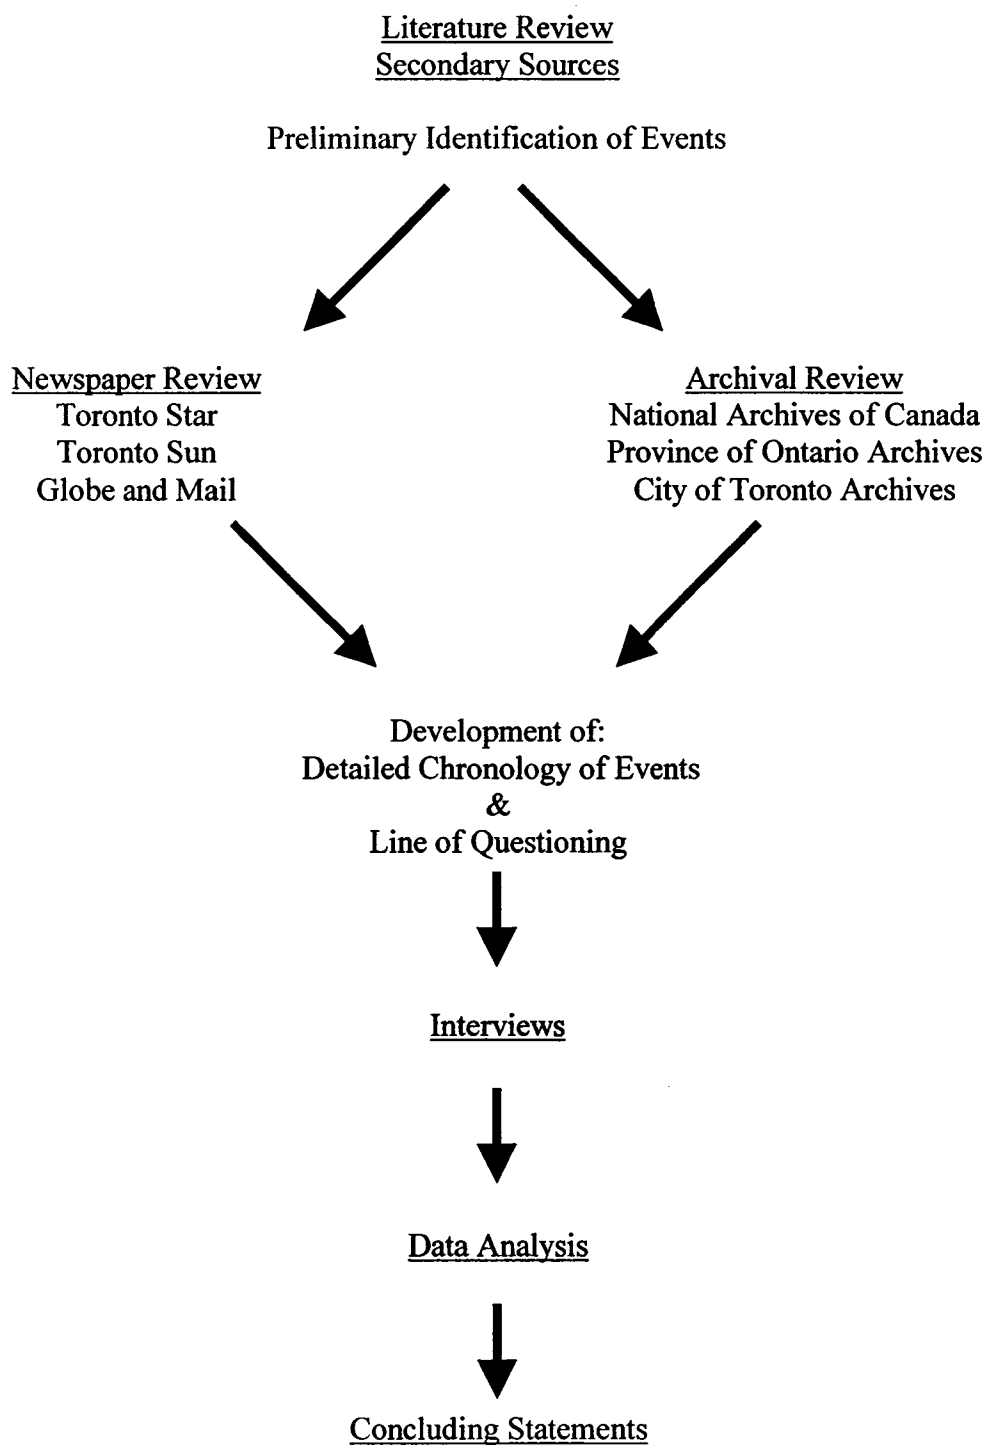 Literature Review
Secondary Sources
Preliminary Identification of Events
Newspaper Review
Toronto Star
Toronto Sun
Globe and Mail
Archival Review
National Archives of Canada
Province of Ontario Archives
City of Toronto Archives
Development of:
Detailed Chronology of Events
&
Line of Questioning
Interviews
Data Analysis
Concluding Statements